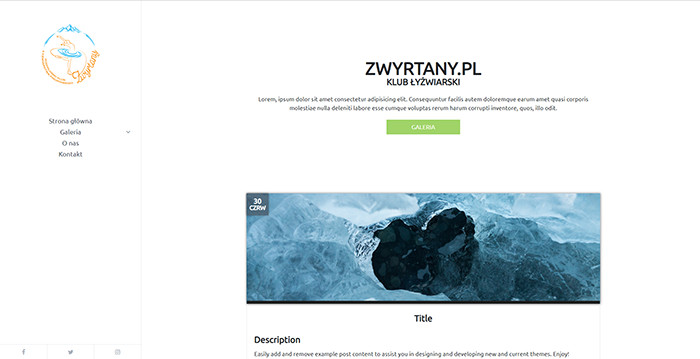 Zwyrtany
Strona główna
Galeria
O nas
Kontakt
ZWYRTANY.PL
KLUB ŁYŻWIARSKI
Lorem, ipsum dolor sit amet consectetur adipisicing elit. Consequuntur facilis autem doloremque earum amet quasi corporis
molestiae nulla deleniti labore esse cumque voluptas rerum harum corrupti inventore, quos, illo odit.
GALERIA
30
CZRW
Title
Description
Easily add and remove example post content to assist you in designing and developing new and current themes. Enjoy!